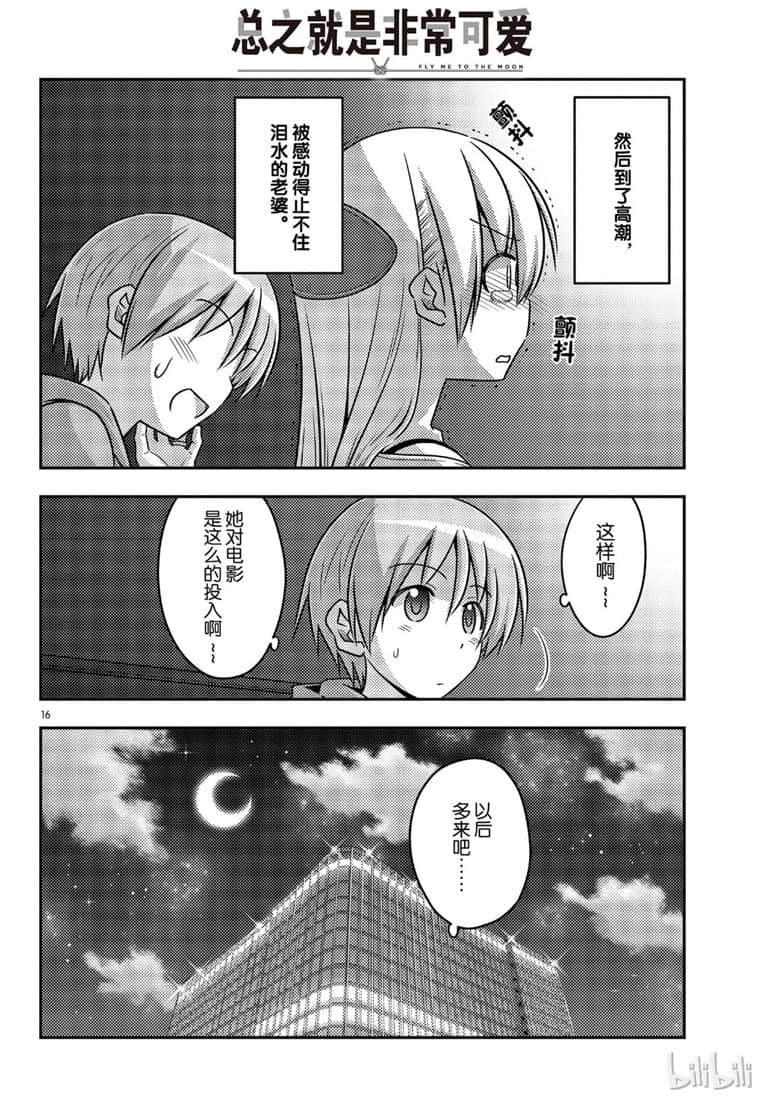 总之就是非常可爱
FLY ME TO THE MOON
然后到了高潮，
颤抖
颤抖
被感动得止不住
泪水的老婆。
这样啊~~
她对电影
是这么的投入啊~~
16
以后
多来吧……
bilibili